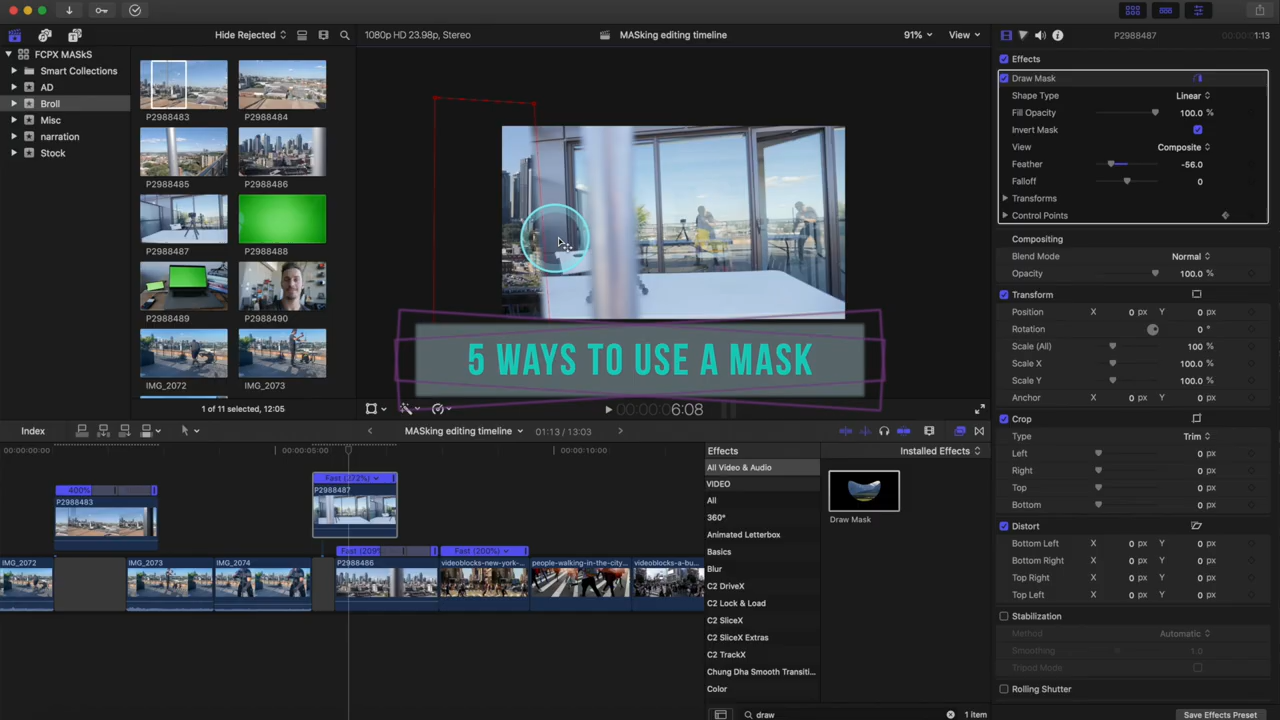 Hide Rejected
1080p HD 23.98p, Stereo
MASking editing timeline
91%
View
P2988487
1:13
FCPX MASkS
Smart Collections
AD
Broll
Misc
narration
Stock
P2988483
P2988484
P2988485
P2988486
P2988487
P2988489
P2988490
IMG_2072
IMG_2073
1 of 11 selected, 12:05
5 WAYS TO USE A MASK
00:00:00:06:08
Effects
Draw Mask
Shape Type
Linear
Fill Opacity
100.0 %
Invert Mask
View
Composite
Feather
-56.0
Falloff
0
Transforms
Control Points
Compositing
Blend Mode
Normal
Opacity
100.0 %
Transform
Position X 0 px Y 0 px
Rotation 0 °
Scale (All) 100 %
Scale X 100.0 %
Scale Y 100.0 %
Anchor X 0 px Y 0 px
Crop
Type Trim
Left 0 px
Right 0 px
Top 0 px
Bottom 0 px
Distort
Bottom Left X 0 px Y 0 px
Bottom Right X 0 px Y 0 px
Top Right X 0 px Y 0 px
Top Left X 0 px Y 0 px
Stabilization
Method Automatic
Smoothing 1.0
Tripod Mode
Rolling Shutter
Save Effects Preset
Index
MASking editing timeline
01:13 / 13:03
00:00:00:00
00:00:05:00
00:00:10:00
400%
P2988483
Fast (272%)
P2988487
Fast (209%
Fast (200%)
IMG_2072
IMG_2073
IMG_2074
P2988486
videoblocks-new-york-...
people-walking-in-the-city...
videoblocks-a-bu...
Effects
Installed Effects
All Video & Audio
VIDEO
All
360°
Animated Letterbox
Basics
Blur
C2 DriveX
C2 Lock & Load
C2 SliceX
C2 SliceX Extras
C2 TrackX
Chung Dha Smooth Transiti...
Color
Draw Mask
draw
1 item